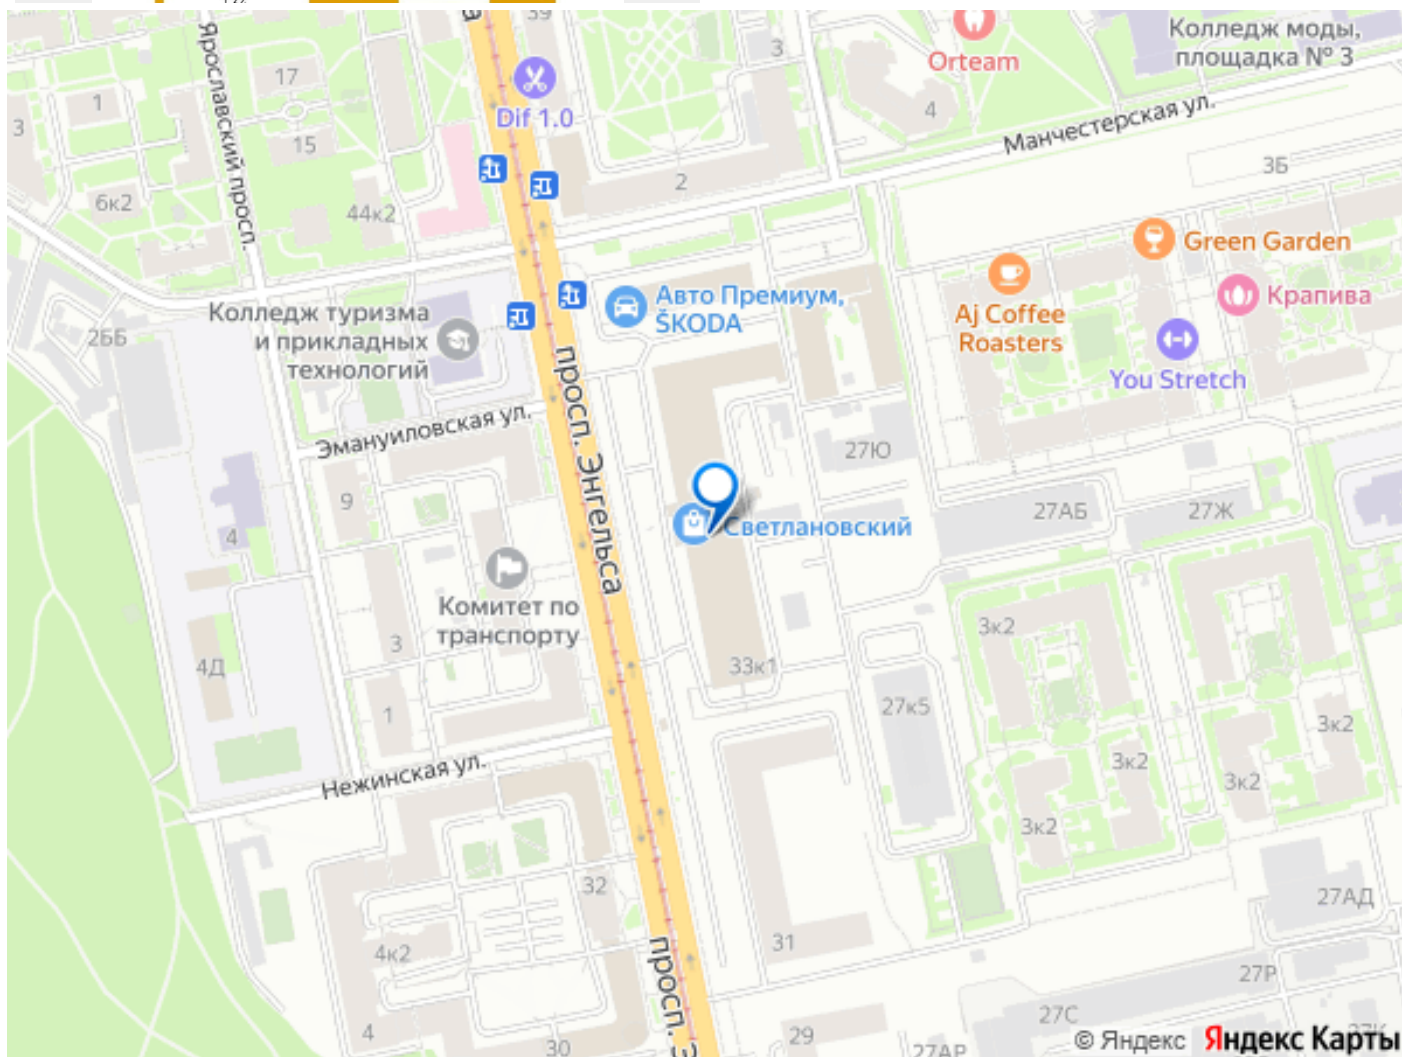 39
3
Orteam
Колледж моды,
площадка № 3
Ярославский просп.
17
1
3
15
Dif 1.0
4
Манчестерская ул.
3Б
2
6к2
44к2
Green Garden
Aj Coffee
Roasters
Крапива
You Stretch
Авто Премиум,
ŠKODA
Колледж туризма
и прикладных
технологий
2ББ
просп. Энгельса
Эмануиловская ул.
27Ю
9
27АБ
27Ж
Светлановский
4
Комитет по
транспорту
3
4Д
33к1
3к2
27к5
1
3к2
3к2
3к2
3к2
Нежинская ул.
32
27АД
4к2
31
просп.
27Р
27С
4
30
29
27АР
© Яндекс Яндекс Карты